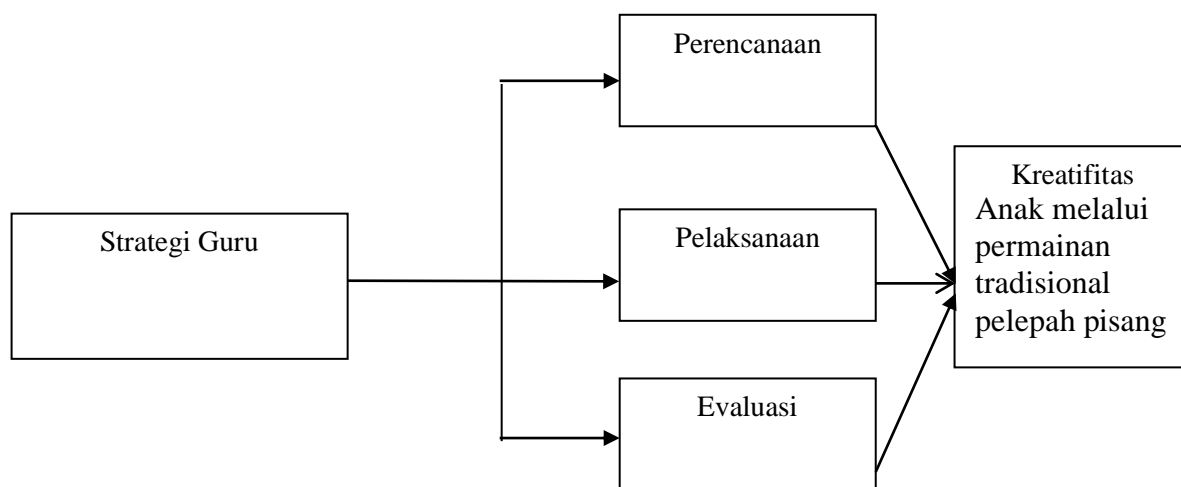 Strategi Guru
Perencanaan
Pelaksanaan
Evaluasi
Kreatifitas
Anak melalui
permainan
tradisional
pelepah pisang